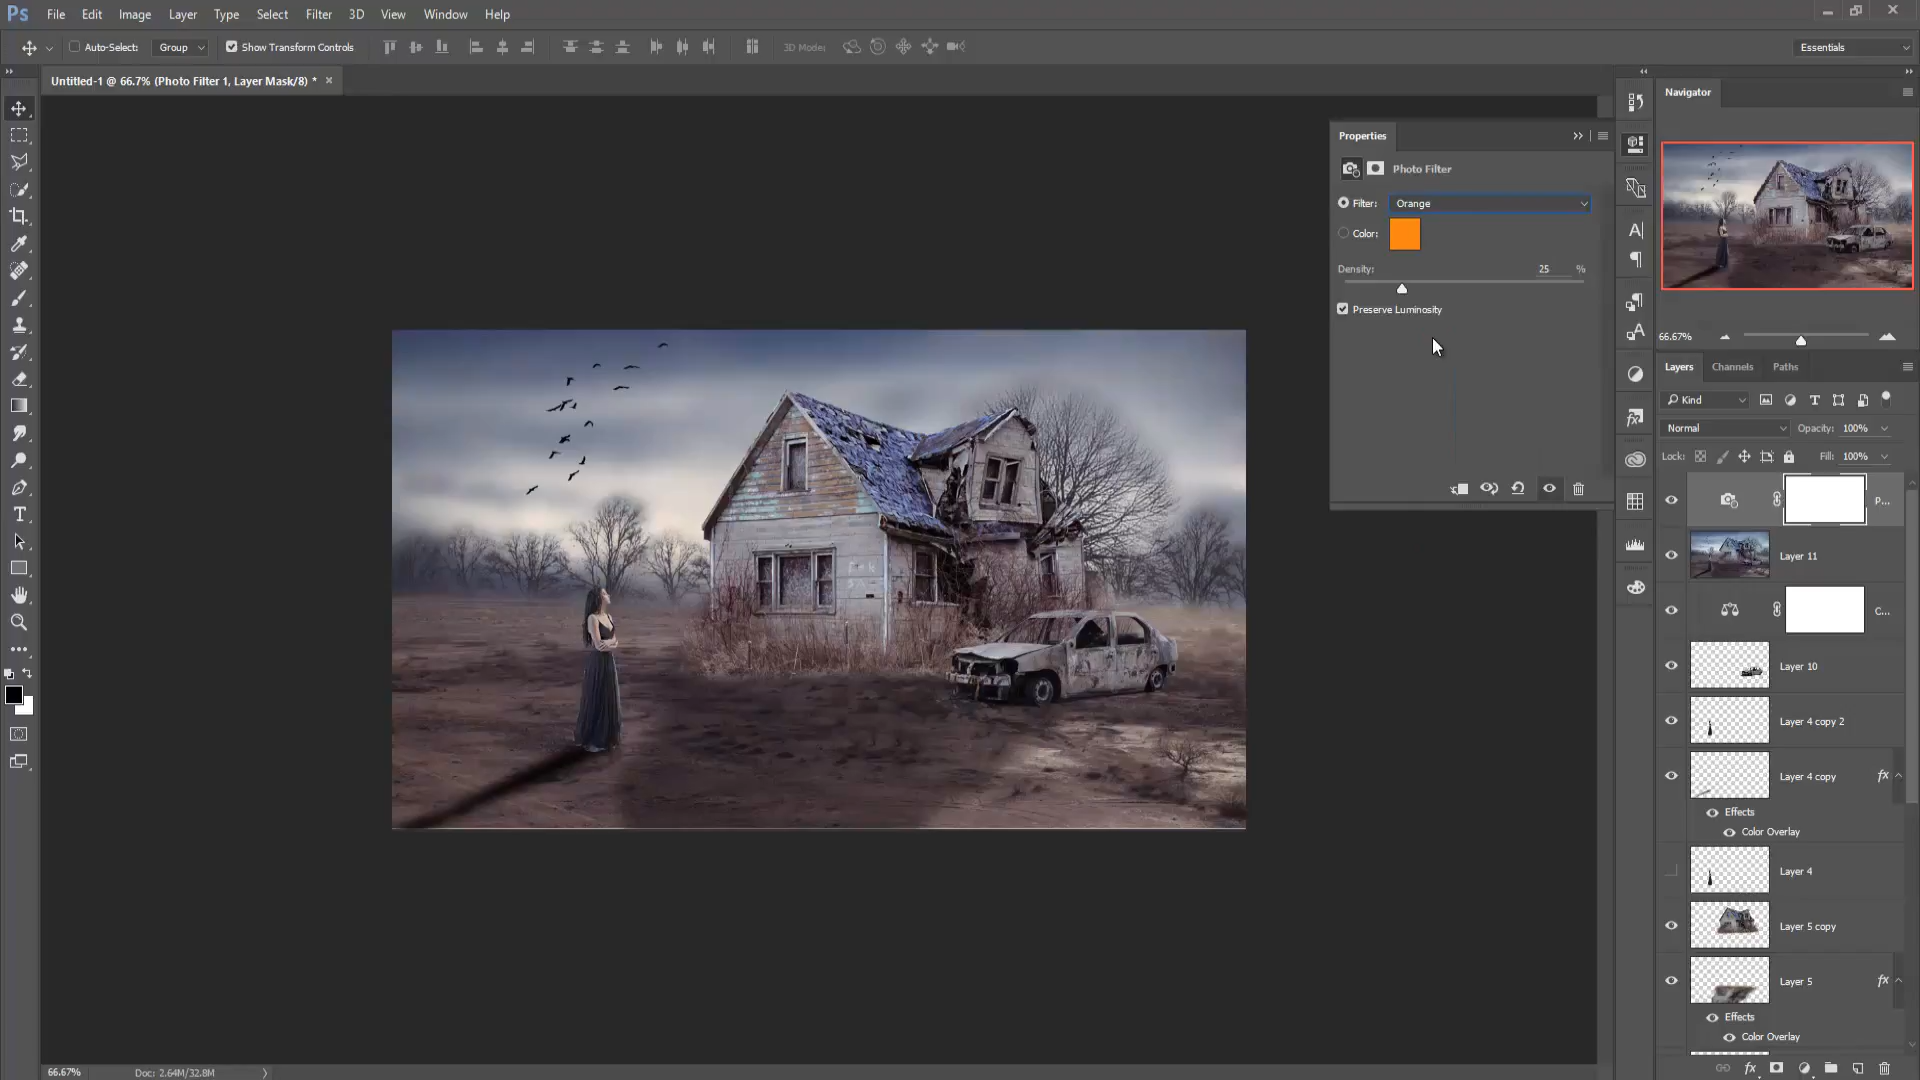 Ps File Edit Image Layer Type Select Filter 3D View Window Help
Auto-Select: Group Show Transform Controls 3D Mode: Essentials
Untitled-1 @ 66.7% (Photo Filter 1, Layer Mask/8) * ×
Navigator
Properties
Photo Filter
Filter: Orange
Color:
Density: 25 %
Preserve Luminosity
66.67%
Layers Channels Paths
Kind
Normal Opacity: 100%
Lock: Fill: 100%
P...
Layer 11
C...
Layer 10
Layer 4 copy 2
Layer 4 copy fx
Effects
Color Overlay
Layer 4
Layer 5 copy
Layer 5 fx
Effects
Color Overlay
66.67% Doc: 2.64M/32.8M